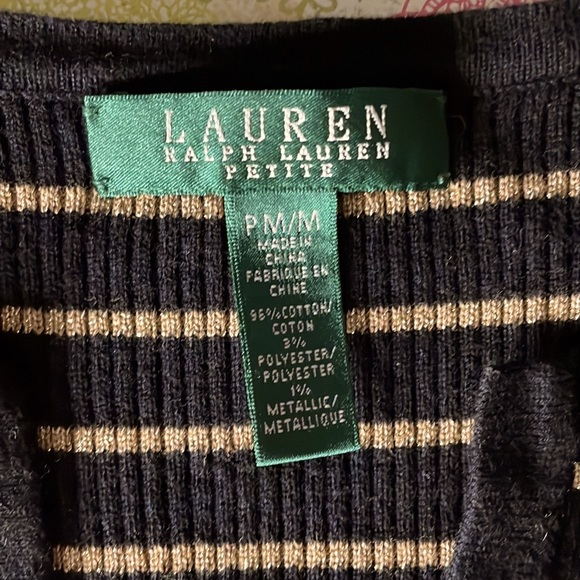 LAUREN
RALPH LAUREN
PETITE
P M/M
MADE IN
CHINA
FABRIQUE EN
CHINE
96% COTTON/
COTON
3%
POLYESTER/
POLYESTER
1%
METALLIC/
METALLIQUE